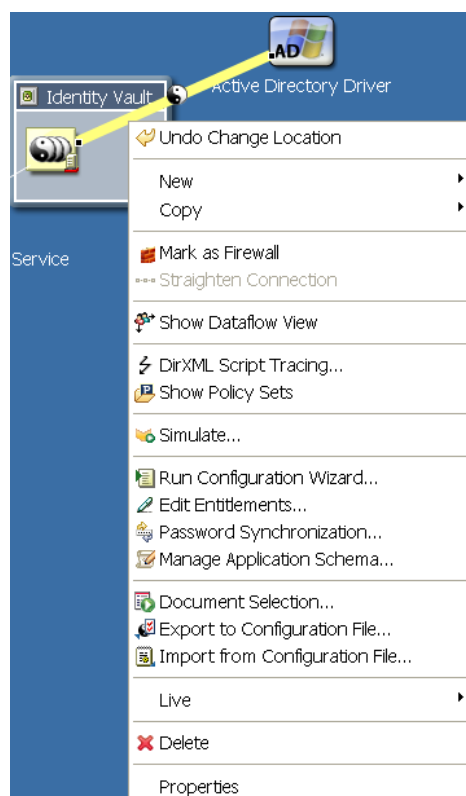 AD
Active Directory Driver
Identity Vault
Service
Undo Change Location
New
Copy
Mark as Firewall
Straighten Connection
Show Dataflow View
DirXML Script Tracing...
Show Policy Sets
Simulate...
Run Configuration Wizard...
Edit Entitlements...
Password Synchronization...
Manage Application Schema...
Document Selection...
Export to Configuration File...
Import from Configuration File...
Live
Delete
Properties